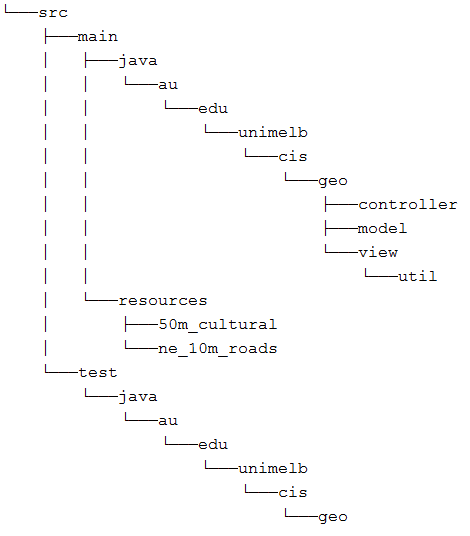 └──src
    ├──main
    │   ├──java
    │   │   └──au
    │   │       └──edu
    │   │           └──unimelb
    │   │               └──cis
    │   │                   └──geo
    │   │                       ├──controller
    │   │                       ├──model
    │   │                       └──view
    │   │                           └──util
    │   └──resources
    │       ├──50m_cultural
    │       └──ne_10m_roads
    └──test
        └──java
            └──au
                └──edu
                    └──unimelb
                        └──cis
                            └──geo